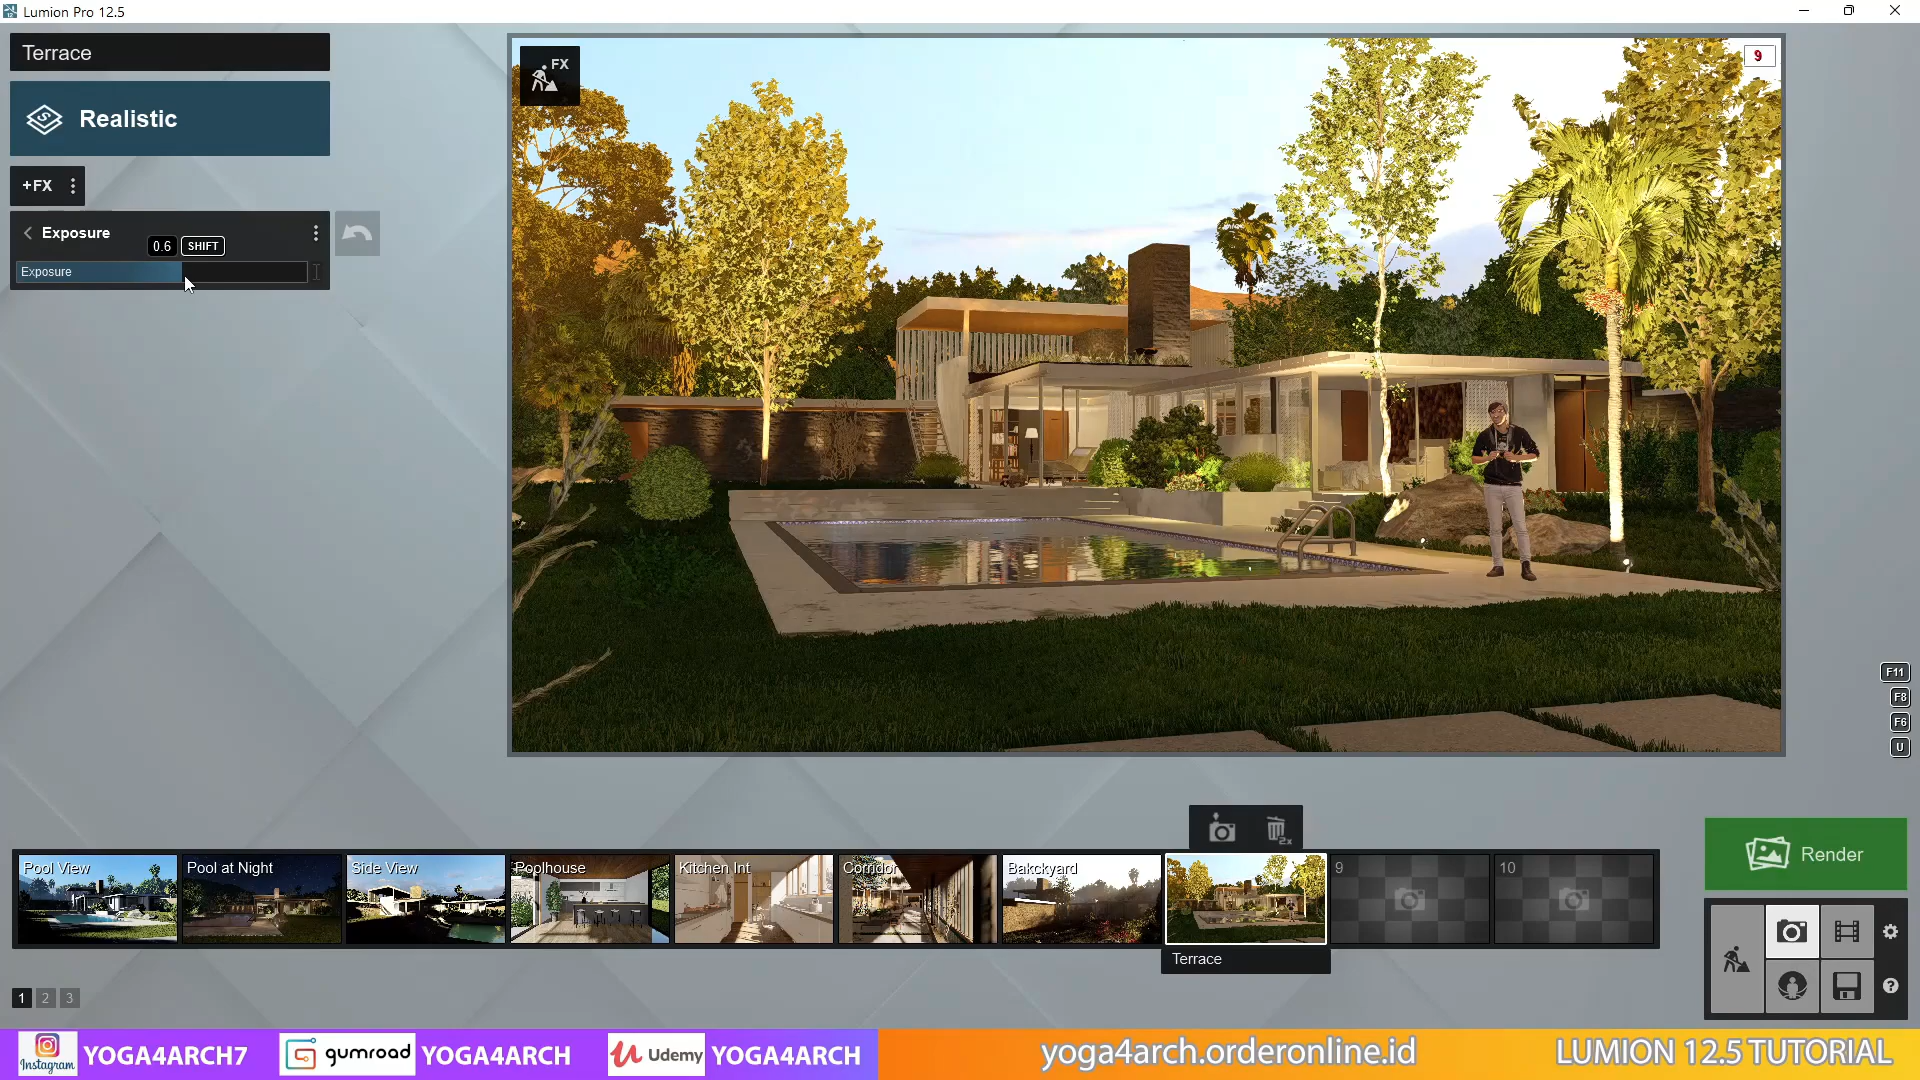 Lumion Pro 12.5
Terrace
Realistic
+FX
Exposure
0.6 SHIFT
Exposure
FX
9
F11
F8
F6
U
2x
Render
Pool View
Pool at Night
Side View
Poolhouse
Kitchen Int
Corridor
Bakckyard
9
10
Terrace
1 2 3
?
Instagram YOGA4ARCH7
gumroad YOGA4ARCH
Udemy YOGA4ARCH
yoga4arch.orderonline.id
LUMION 12.5 TUTORIAL